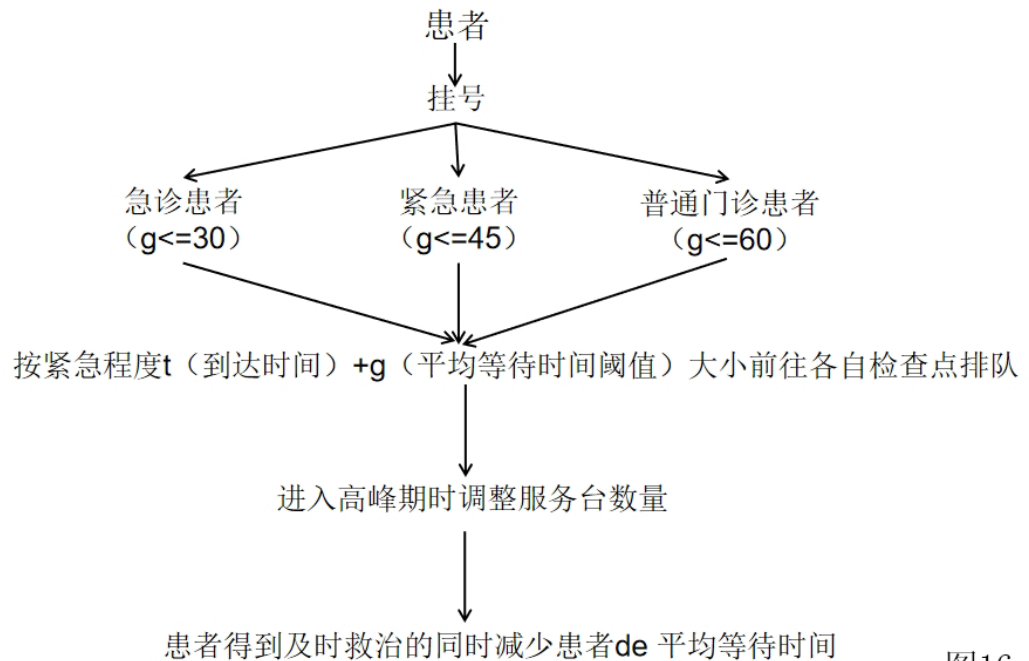 患者
挂号
急诊患者
（g<=30）
紧急患者
（g<=45）
普通门诊患者
（g<=60）
按紧急程度t（到达时间）+g（平均等待时间阈值）大小前往各自检查点排队
进入高峰期时调整服务台数量
患者得到及时救治的同时减少患者de 平均等待时间